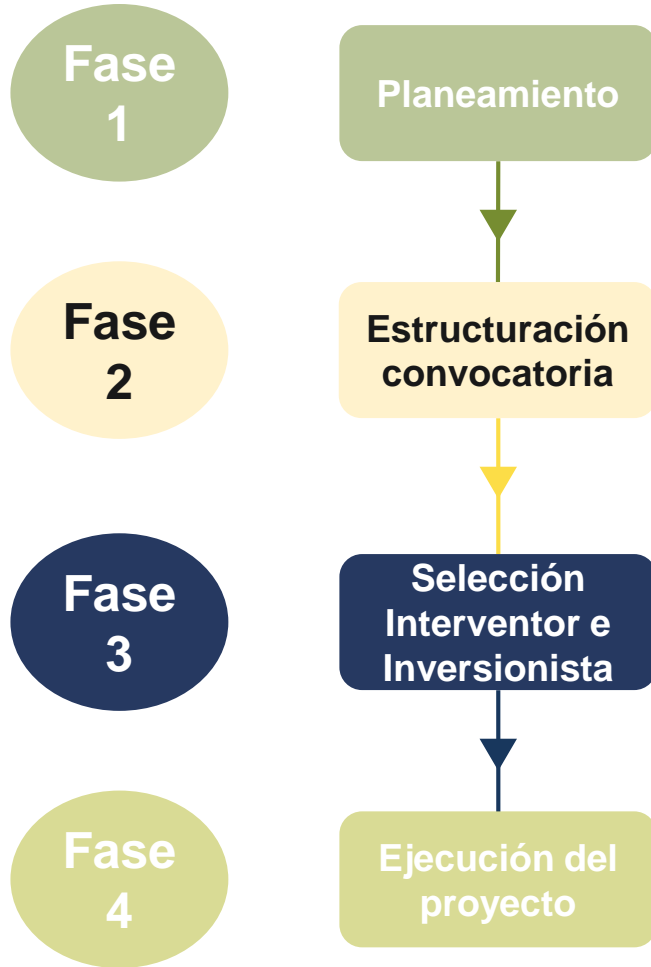 Fase
1
Planeamiento
Fase
2
Estructuración
convocatoria
Fase
3
Selección
Interventor e
Inversionista
Fase
4
Ejecución del
proyecto